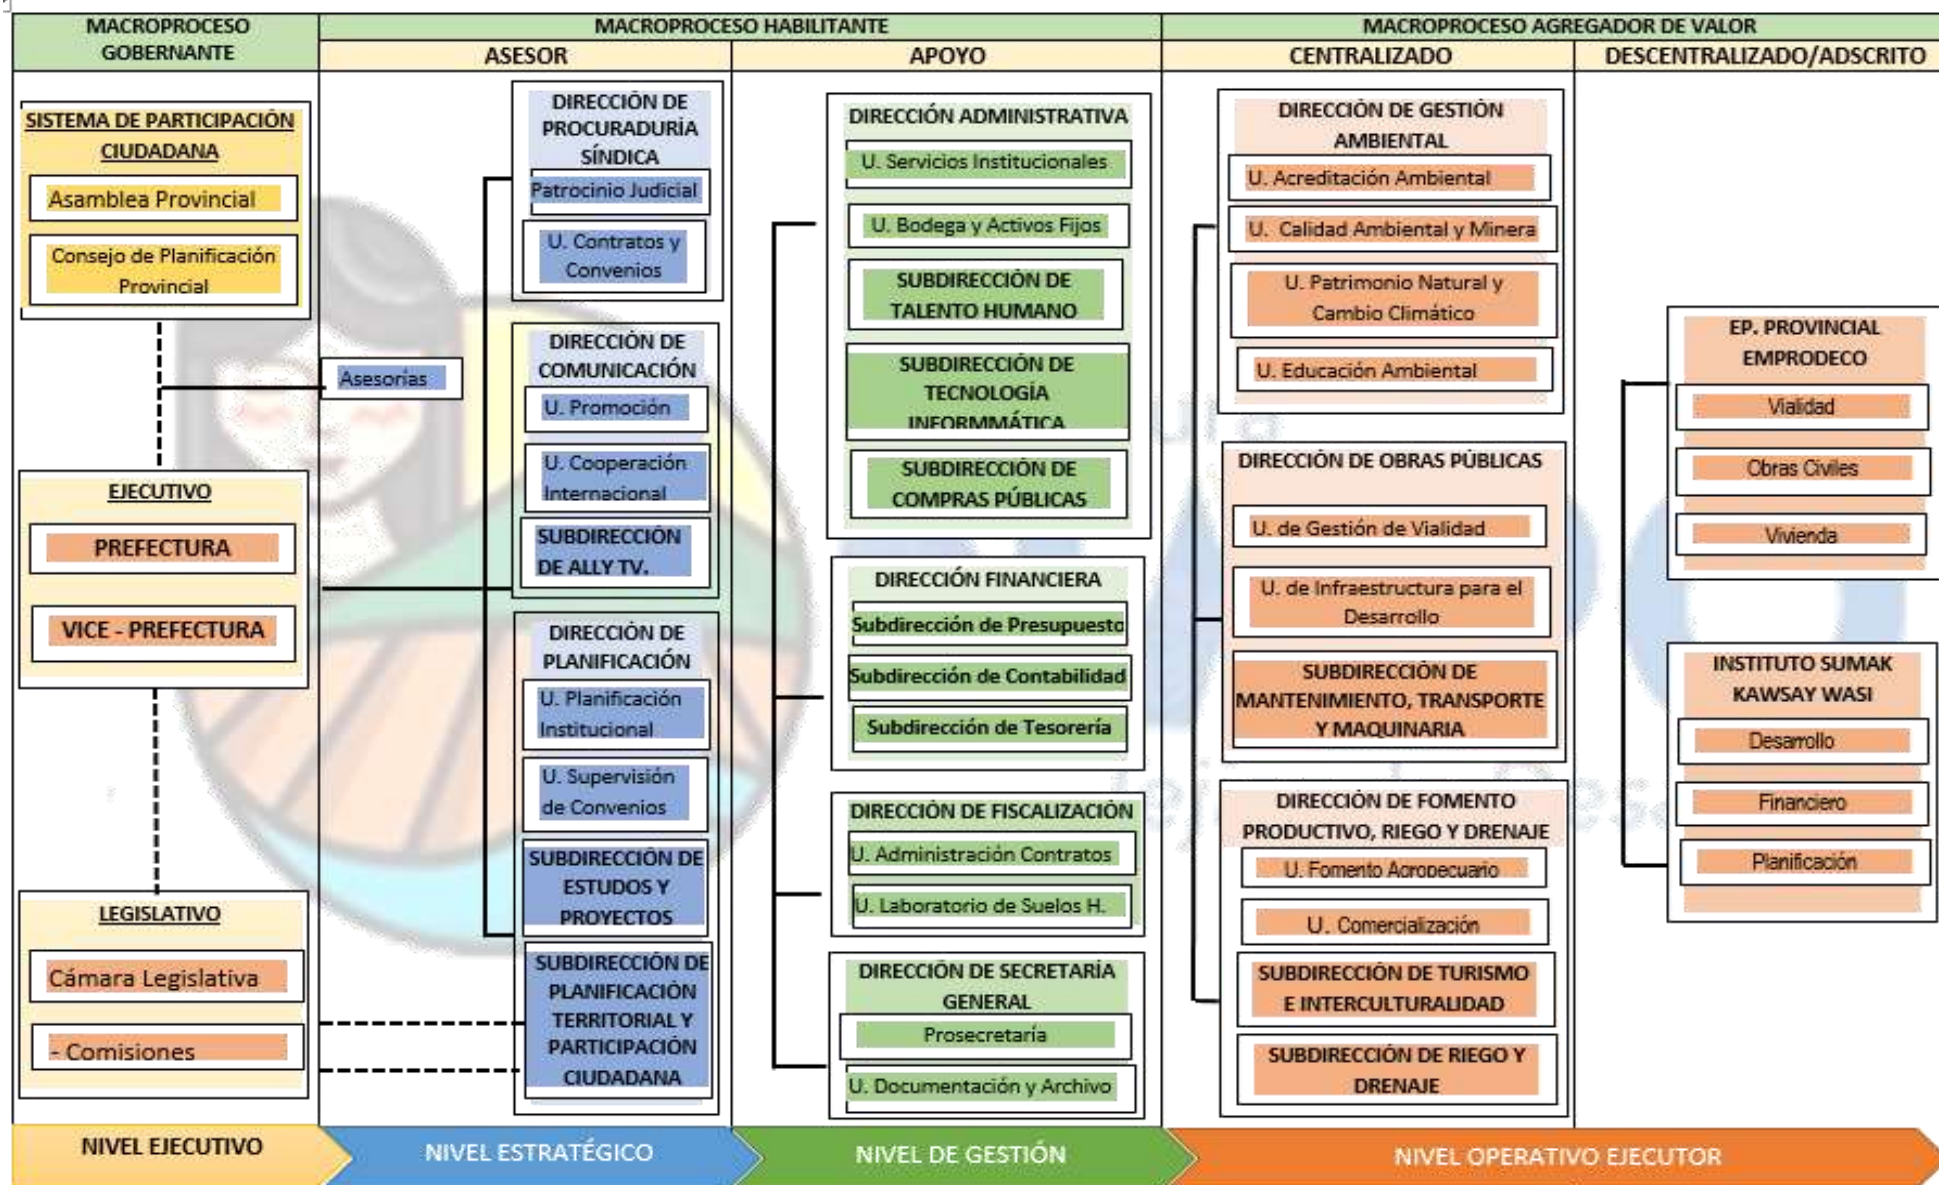 MACROPROCESO
GOBERNANTE
MACROPROCESO HABILITANTE
MACROPROCESO AGREGADOR DE VALOR
ASESOR
APOYO
CENTRALIZADO
DESCENTRALIZADO/ADSCRITO
SISTEMA DE PARTICIPACIÓN
CIUDADANA
Asamblea Provincial
Consejo de Planificación
Provincial
EJECUTIVO
PREFECTURA
VICE - PREFECTURA
LEGISLATIVO
Cámara Legislativa
- Comisiones
Asesorías
DIRECCIÓN DE
PROCURADURÍA
SÍNDICA
Patrocinio Judicial
U. Contratos y
Convenios
DIRECCIÓN DE
COMUNICACIÓN
U. Promoción
U. Cooperación
Internacional
SUBDIRECCIÓN
DE ALLY TV.
DIRECCIÓN DE
PLANIFICACIÓN
U. Planificación
Institucional
U. Supervisión
de Convenios
SUBDIRECCIÓN DE
ESTUDOS Y
PROYECTOS
SUBDIRECCIÓN DE
PLANIFICACIÓN
TERRITORIAL Y
PARTICIPACIÓN
CIUDADANA
DIRECCIÓN ADMINISTRATIVA
U. Servicios Institucionales
U. Bodega y Activos Fijos
SUBDIRECCIÓN DE
TALENTO HUMANO
SUBDIRECCIÓN DE
TECNOLOGÍA
INFORMMÁTICA
SUBDIRECCIÓN DE
COMPRAS PÚBLICAS
DIRECCIÓN FINANCIERA
Subdirección de Presupuesto
Subdirección de Contabilidad
Subdirección de Tesorería
DIRECCIÓN DE FISCALIZACIÓN
U. Administración Contratos
U. Laboratorio de Suelos H.
DIRECCIÓN DE SECRETARÍA
GENERAL
Prosecretaría
U. Documentación y Archivo
DIRECCIÓN DE GESTIÓN
AMBIENTAL
U. Acreditación Ambiental
U. Calidad Ambiental y Minera
U. Patrimonio Natural y
Cambio Climático
U. Educación Ambiental
DIRECCIÓN DE OBRAS PÚBLICAS
U. de Gestión de Vialidad
U. de Infraestructura para el
Desarrollo
SUBDIRECCIÓN DE
MANTENIMIENTO, TRANSPORTE
Y MAQUINARIA
DIRECCIÓN DE FOMENTO
PRODUCTIVO, RIEGO Y DRENAJE
U. Fomento Agropecuario
U. Comercialización
SUBDIRECCIÓN DE TURISMO
E INTERCULTURALIDAD
SUBDIRECCIÓN DE RIEGO Y
DRENAJE
EP. PROVINCIAL
EMPRODECO
Vialidad
Obras Civiles
Vivienda
INSTITUTO SUMAK
KAWSAY WASI
Desarrollo
Financiero
Planificación
NIVEL EJECUTIVO
NIVEL ESTRATÉGICO
NIVEL DE GESTIÓN
NIVEL OPERATIVO EJECUTOR